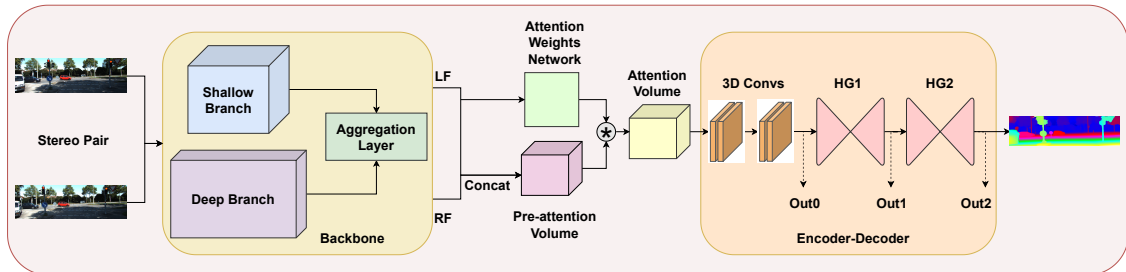 Stereo Pair
Shallow
Branch
Deep Branch
Aggregation
Layer
Backbone
LF
RF
Concat
Attention
Weights
Network
Pre-attention
Volume
*
Attention
Volume
3D Convs
HG1
HG2
Out0
Out1
Out2
Encoder-Decoder